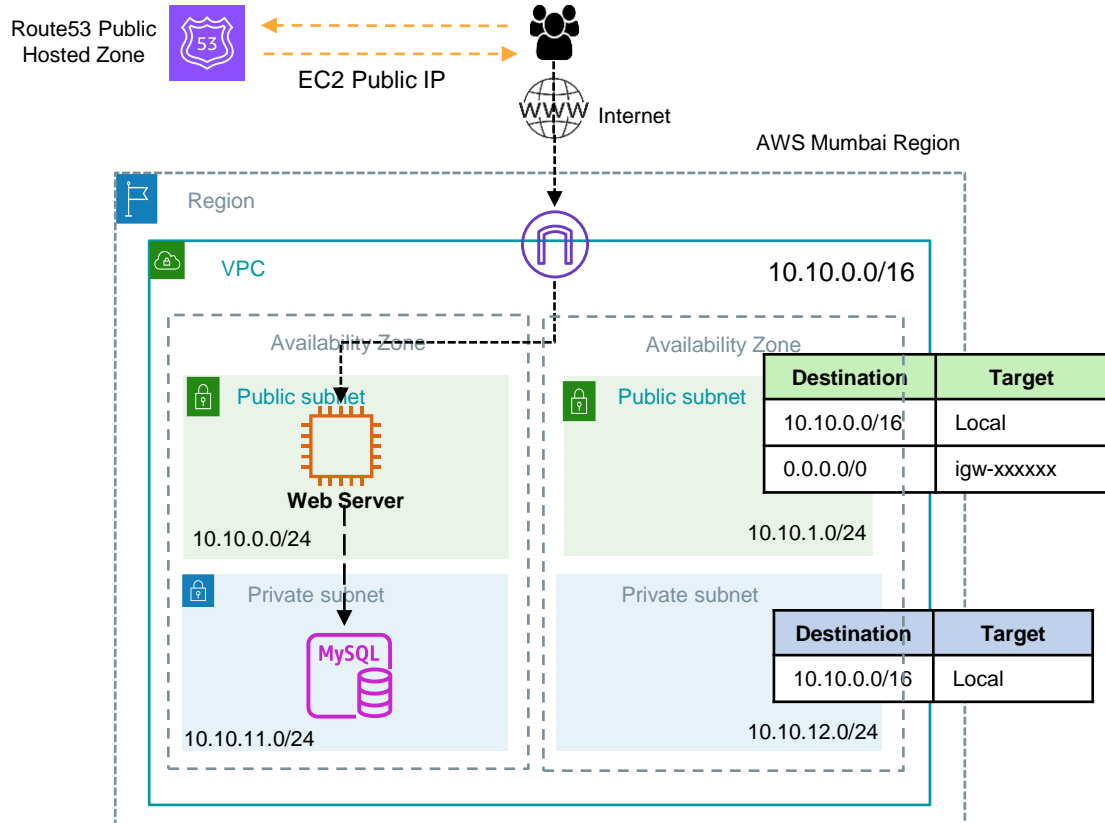 Route53 Public
Hosted Zone
53
EC2 Public IP
WWW
Internet
AWS Mumbai Region
Region
VPC
10.10.0.0/16
Availability Zone
Availability Zone
Public subnet
Public subnet
Destination Target
10.10.0.0/16 Local
0.0.0.0/0 igw-xxxxxx
Web Server
10.10.0.0/24
10.10.1.0/24
Private subnet
Private subnet
Destination Target
10.10.0.0/16 Local
MySQL
10.10.11.0/24
10.10.12.0/24